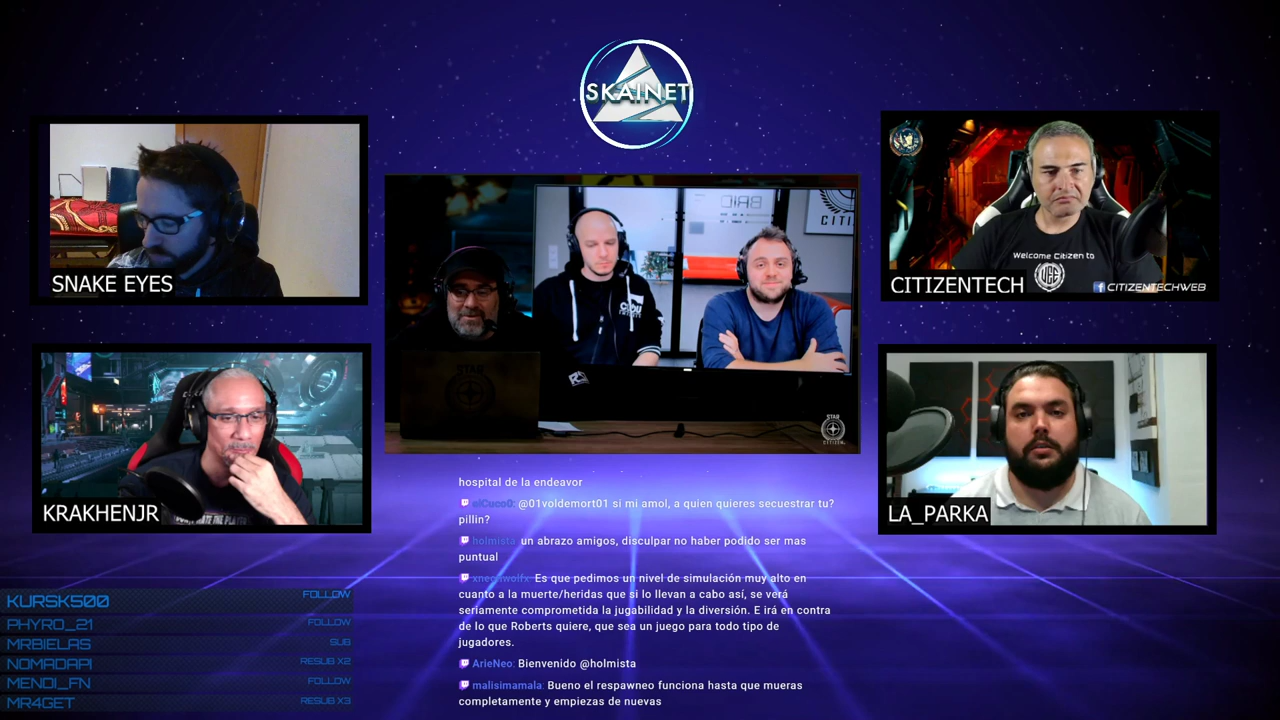 SKAINET
SNAKE EYES
CITI
STAR
CITIZEN
Welcome Citizen to
CITIZENTECH
CITIZENTECHWEB
KRAKHENJR
LA_PARKA
hospital de la endeavor
elCuco0: @01voldemort01 si mi amol, a quien quieres secuestrar tu?
pillin?
holmista: un abrazo amigos, disculpar no haber podido ser mas
puntual
Es que pedimos un nivel de simulación muy alto en
cuanto a la muerte/heridas que si lo llevan a cabo así, se verá
seriamente comprometida la jugabilidad y la diversión. E irá en contra
de lo que Roberts quiere, que sea un juego para todo tipo de
jugadores.
ArieNeo: Bienvenido @holmista
malisimamala: Bueno el respawneo funciona hasta que mueras
completamente y empiezas de nuevas
KURSK500 FOLLOW
PHYRO_21 FOLLOW
MRBIELAS SUB
NOMADAPI RESUB X2
MENDI_FN FOLLOW
MR4GET RESUB X3